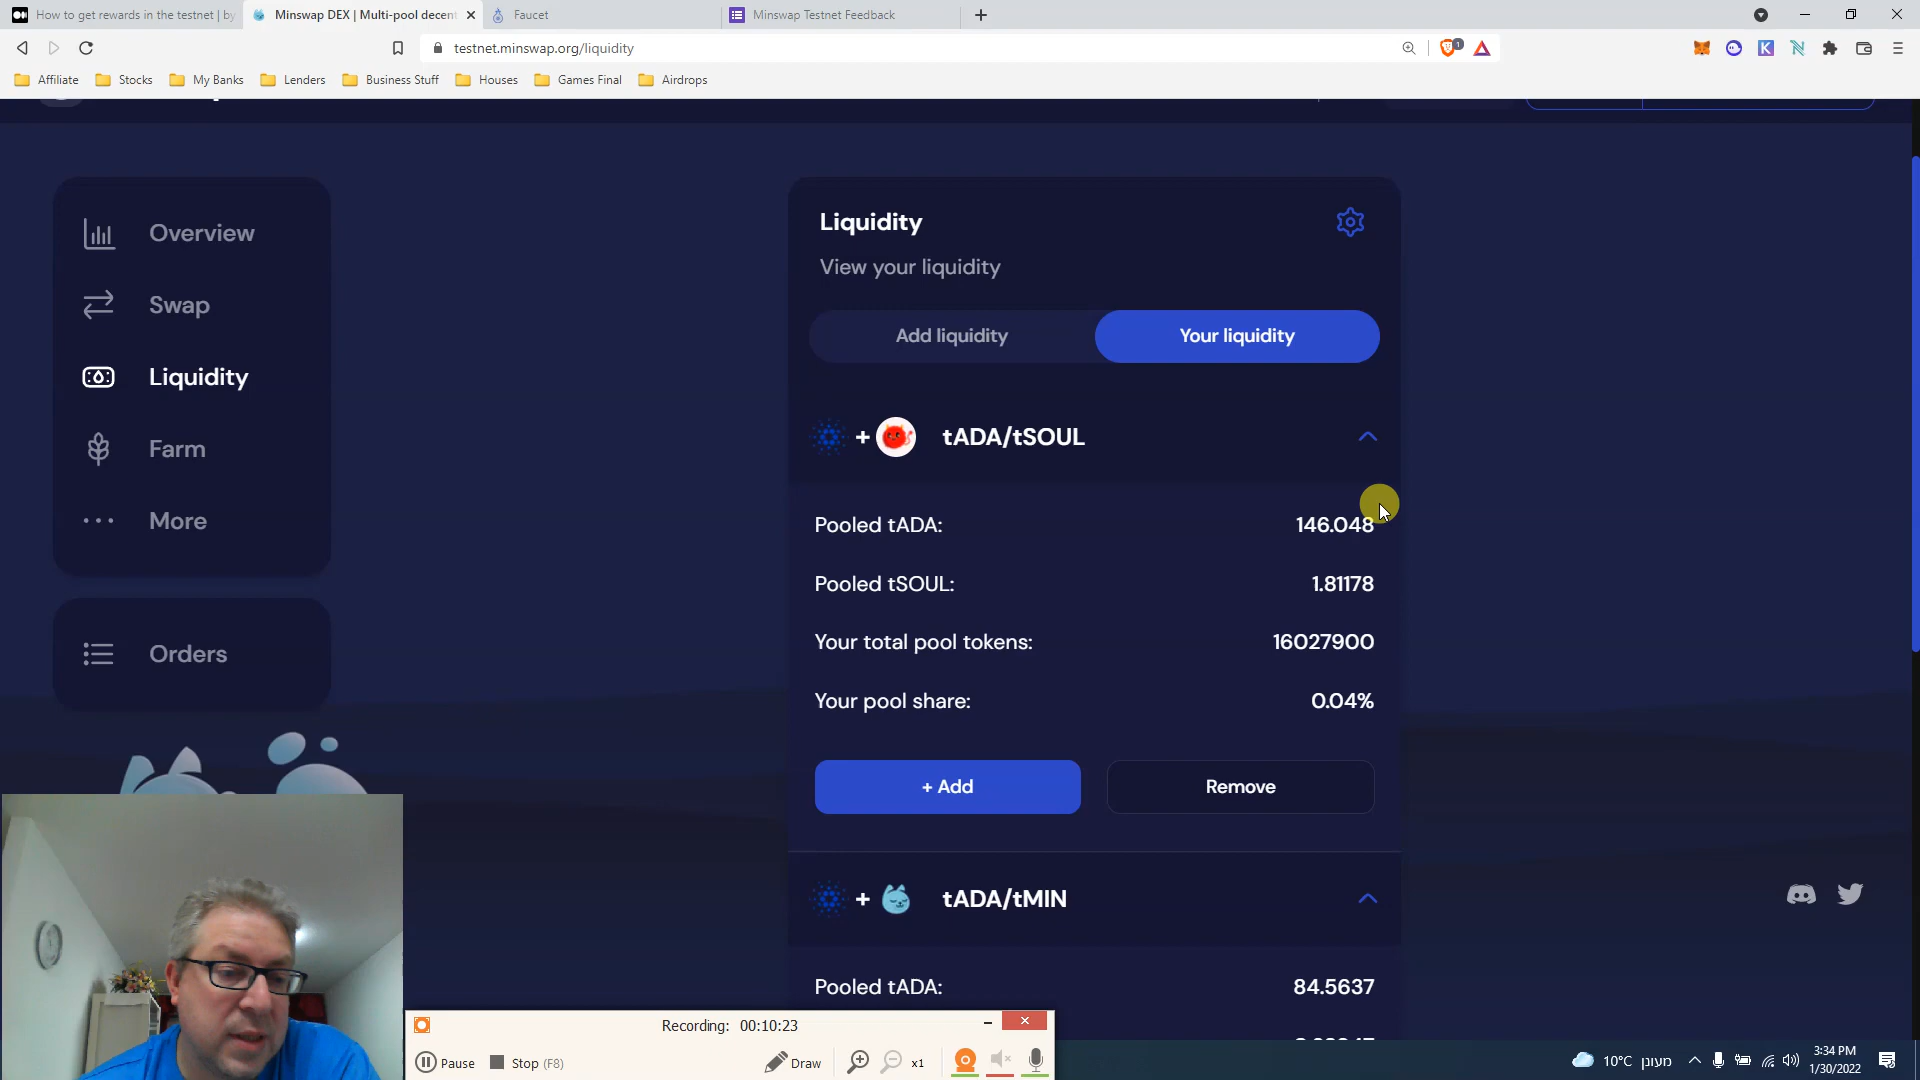 How to get rewards in the testnet | by
Minswap DEX | Multi-pool decent
Faucet
Minswap Testnet Feedback
testnet.minswap.org/liquidity
1
Affiliate
Stocks
My Banks
Lenders
Business Stuff
Houses
Games Final
Airdrops
Overview
Swap
Liquidity
Farm
More
Orders
Liquidity
View your liquidity
Add liquidity
Your liquidity
tADA/tSOUL
Pooled tADA:
146.048
Pooled tSOUL:
1.81178
Your total pool tokens:
16027900
Your pool share:
0.04%
+ Add
Remove
tADA/tMIN
Pooled tADA:
84.5637
Recording: 00:10:23
Pause
Stop (F8)
Draw
x1
10°C מעונן
3:34 PM
1/30/2022